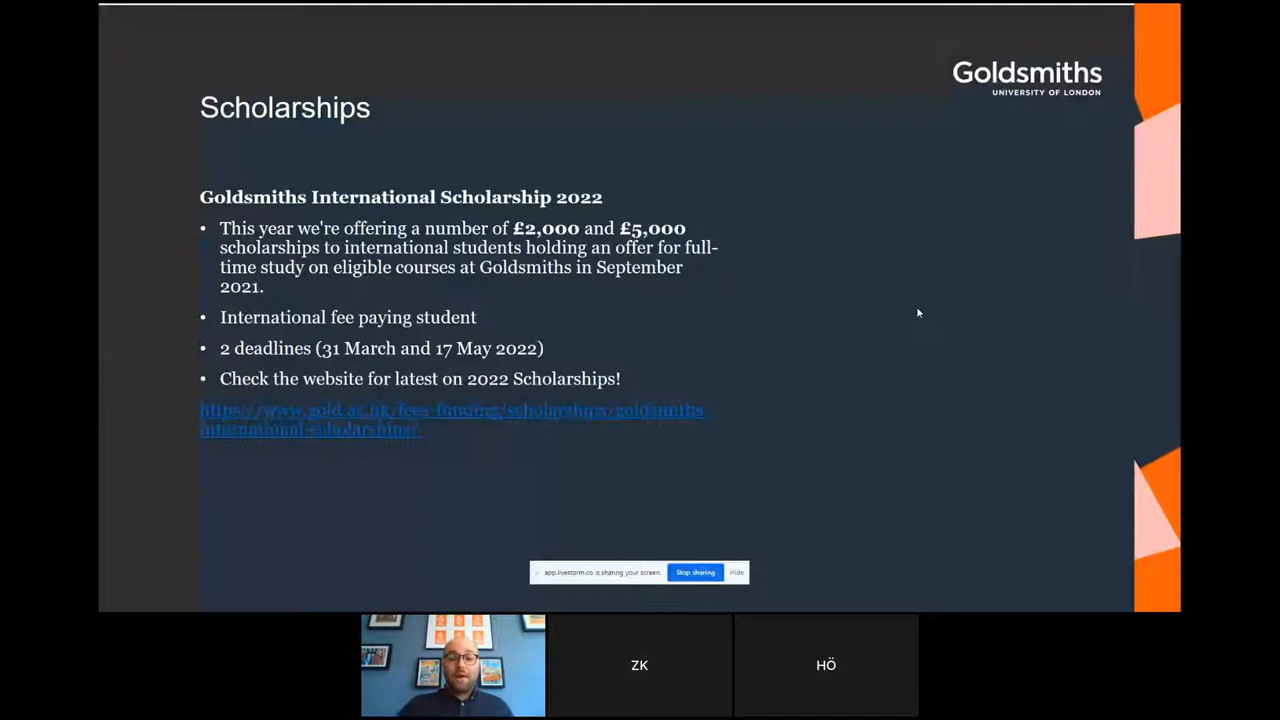 Goldsmiths
UNIVERSITY OF LONDON
Scholarships
Goldsmiths International Scholarship 2022
• This year we're offering a number of £2,000 and £5,000
scholarships to international students holding an offer for full-
time study on eligible courses at Goldsmiths in September
2021.
• International fee paying student
• 2 deadlines (31 March and 17 May 2022)
• Check the website for latest on 2022 Scholarships!
https://www.gold.ac.uk/fees-funding/scholarships/goldsmiths-
international-scholarships/
app.livestorm.co is sharing your screen.
Stop sharing
Hide
ZK
HÖ